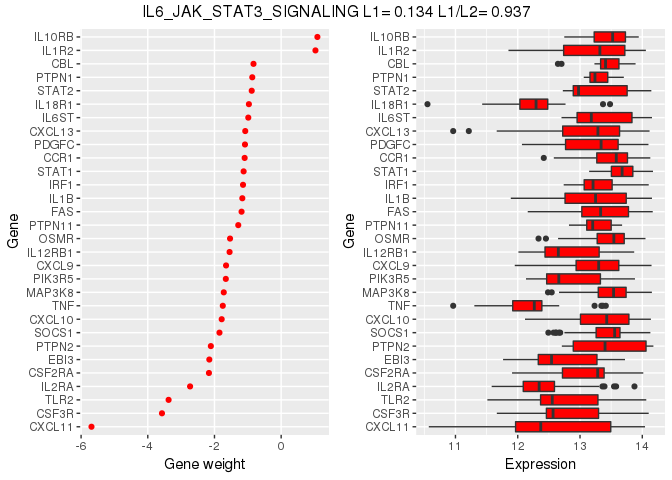 IL6_JAK_STAT3_SIGNALING L1= 0.134 L1/L2= 0.937
Gene
IL10RB
IL1R2
CBL
PTPN1
STAT2
IL18R1
IL6ST
CXCL13
PDGFC
CCR1
STAT1
IRF1
IL1B
FAS
PTPN11
OSMR
IL12RB1
CXCL9
PIK3R5
MAP3K8
TNF
CXCL10
SOCS1
PTPN2
EBI3
CSF2RA
IL2RA
TLR2
CSF3R
CXCL11
-6 -4 -2 0
Gene weight
Gene
IL10RB
IL1R2
CBL
PTPN1
STAT2
IL18R1
IL6ST
CXCL13
PDGFC
CCR1
STAT1
IRF1
IL1B
FAS
PTPN11
OSMR
IL12RB1
CXCL9
PIK3R5
MAP3K8
TNF
CXCL10
SOCS1
PTPN2
EBI3
CSF2RA
IL2RA
TLR2
CSF3R
CXCL11
11 12 13 14
Expression